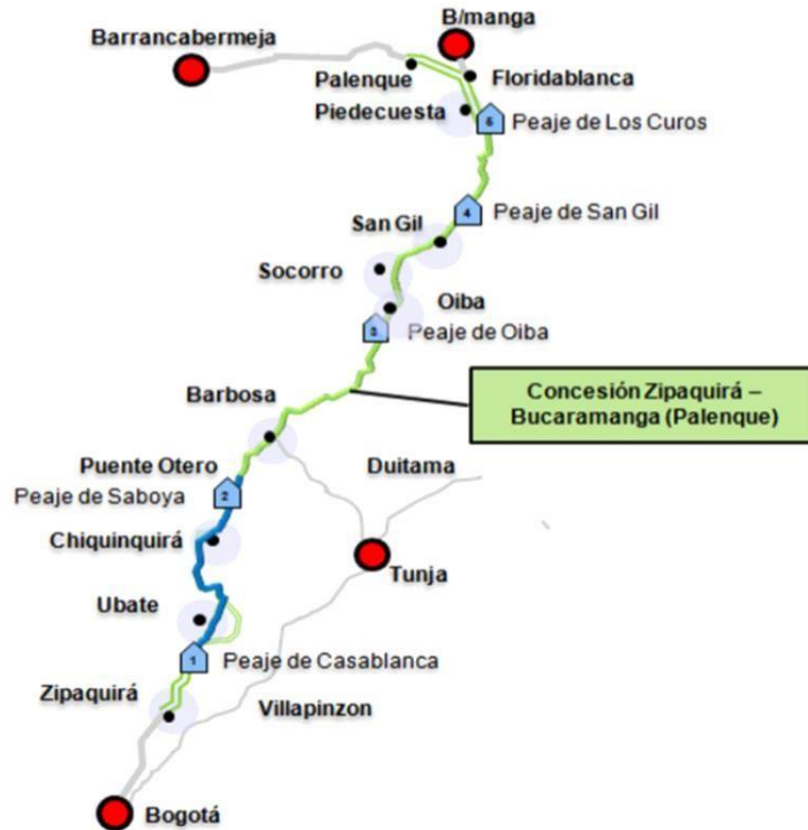 B/manga
Barrancabermeja
Palenque
Floridablanca
Piedecuesta
5
Peaje de Los Curos
4
Peaje de San Gil
San Gil
Socorro
Oiba
3
Peaje de Oiba
Concesión Zipaquirá –
Bucaramanga (Palenque)
Barbosa
Puente Otero
Duitama
2
Peaje de Saboya
Chiquinquirá
Tunja
Ubate
1
Peaje de Casablanca
Zipaquirá
Villapinzon
Bogotá